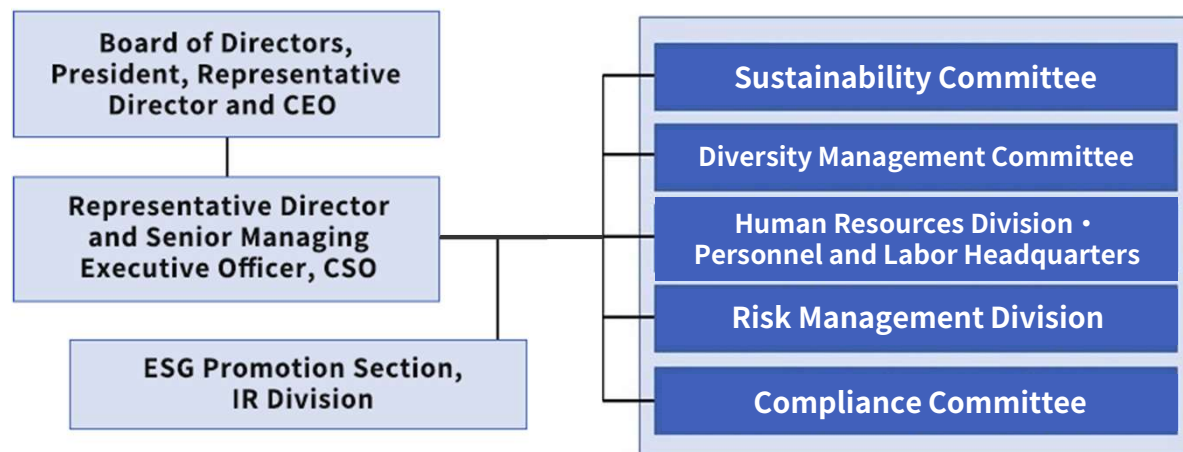 Board of Directors,
President, Representative
Director and CEO
Representative Director
and Senior Managing
Executive Officer, CSO
ESG Promotion Section,
IR Division
Sustainability Committee
Diversity Management Committee
Human Resources Division・
Personnel and Labor Headquarters
Risk Management Division
Compliance Committee